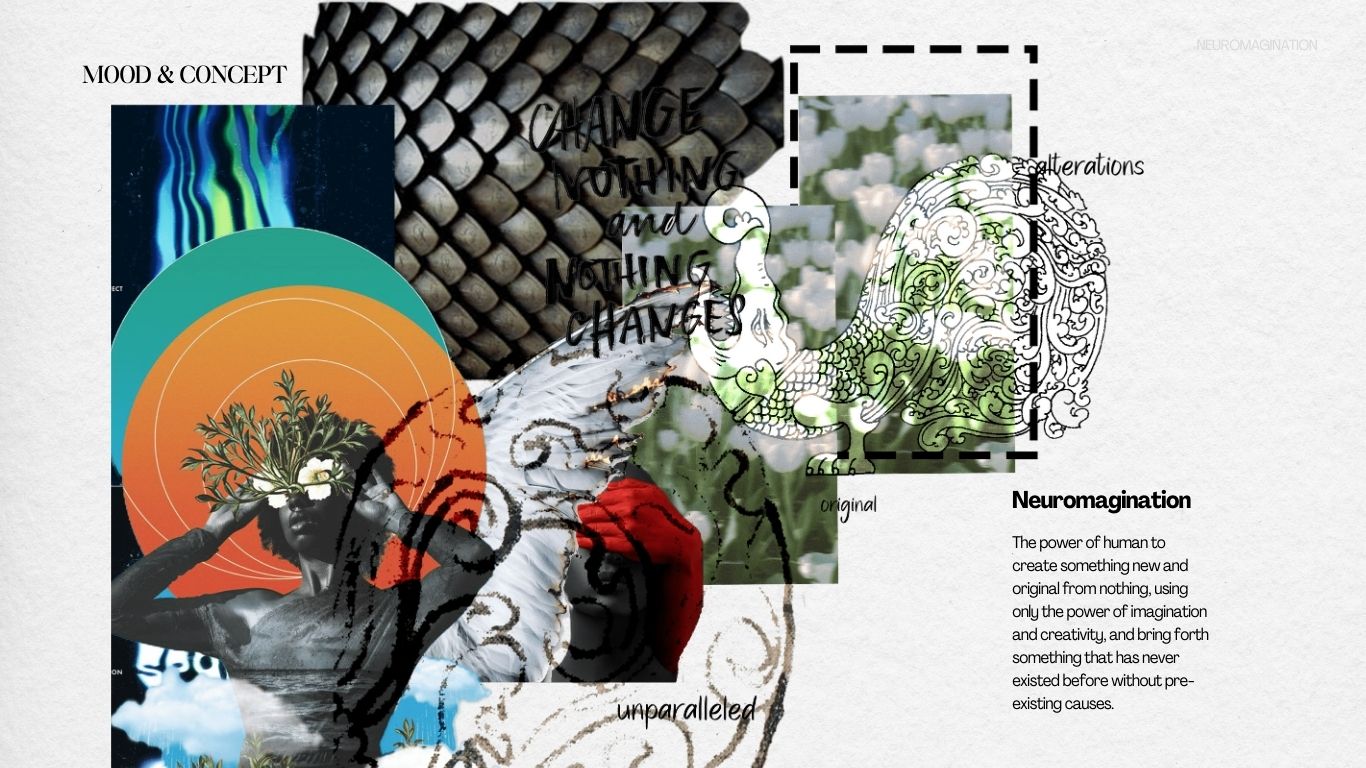 MOOD & CONCEPT
NEUROMAGINATION
CHANGE
NOTHING
and
NOTHING
CHANGES
alterations
original
unparalleled
Neuromagination
The power of human to
create something new and
original from nothing, using
only the power of imagination
and creativity, and bring forth
something that has never
existed before without pre-
existing causes.
ECT
ON